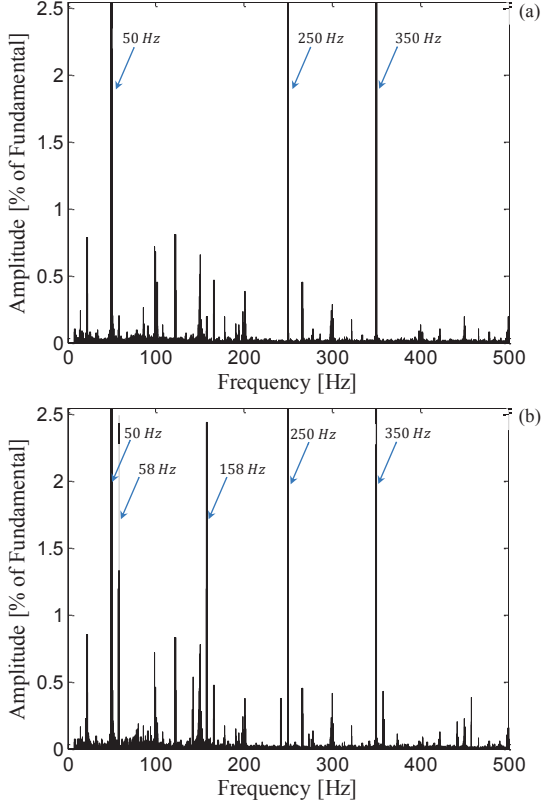 (a)
2.5
50 Hz
250 Hz
350 Hz
2
1.5
1
0.5
0
Amplitude [% of Fundamental]
0
100
200
300
400
500
Frequency [Hz]
(b)
2.5
50 Hz
250 Hz
350 Hz
58 Hz
158 Hz
2
1.5
1
0.5
0
Amplitude [% of Fundamental]
0
100
200
300
400
500
Frequency [Hz]